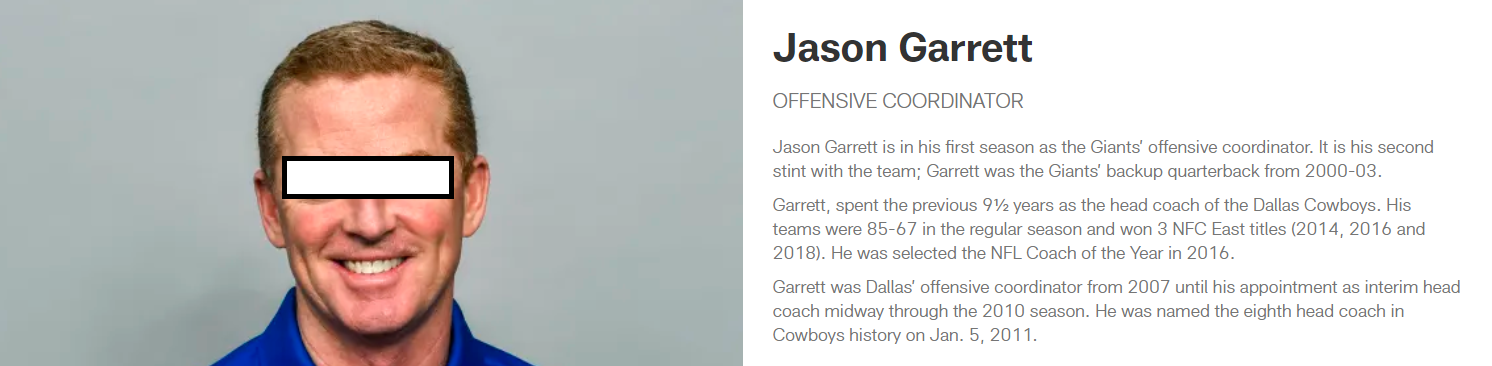 Jason Garrett
OFFENSIVE COORDINATOR
Jason Garrett is in his first season as the Giants' offensive coordinator. It is his second
stint with the team; Garrett was the Giants' backup quarterback from 2000-03.
Garrett, spent the previous 9½ years as the head coach of the Dallas Cowboys. His
teams were 85-67 in the regular season and won 3 NFC East titles (2014, 2016 and
2018). He was selected the NFL Coach of the Year in 2016.
Garrett was Dallas' offensive coordinator from 2007 until his appointment as interim head
coach midway through the 2010 season. He was named the eighth head coach in
Cowboys history on Jan. 5, 2011.